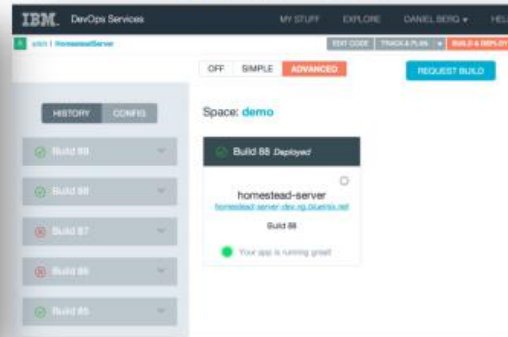 IBM. DevOps Services MY STUFF EXPLORE DANIEL BERG HEL
HomesteadServer EDIT CODE TRACK & PLAN BUILD & DEPLOY
OFF SIMPLE ADVANCED REQUEST BUILD
HISTORY CONFIG
Space: demo
Build 88 Deployed
homestead-server
homestead-server-dev.ng.bluemix.net
Build 88
Your app is running great!
Build 88
Build 87
Build 86
Build 85